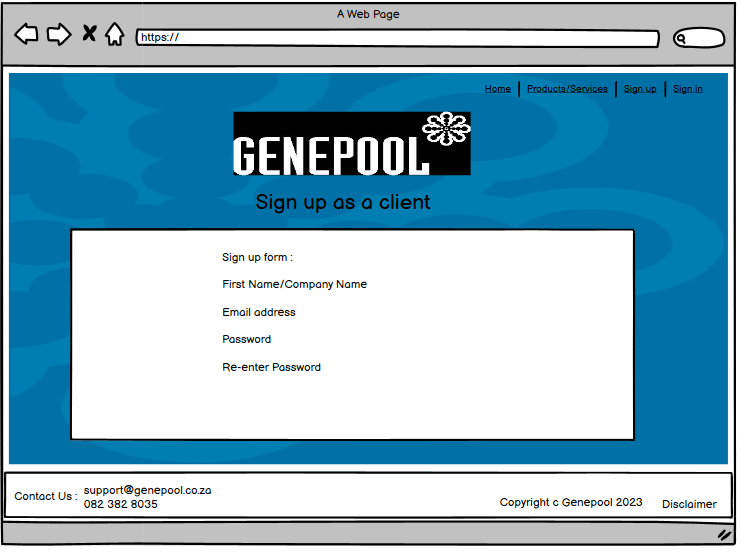 A Web Page
https://
Home Products/Services Sign up Sign in
GENEPOOL
Sign up as a client
Sign up form :
First Name/Company Name
Email address
Password
Re-enter Password
Contact Us : support@genepool.co.za
082 382 8035
Copyright c Genepool 2023 Disclaimer